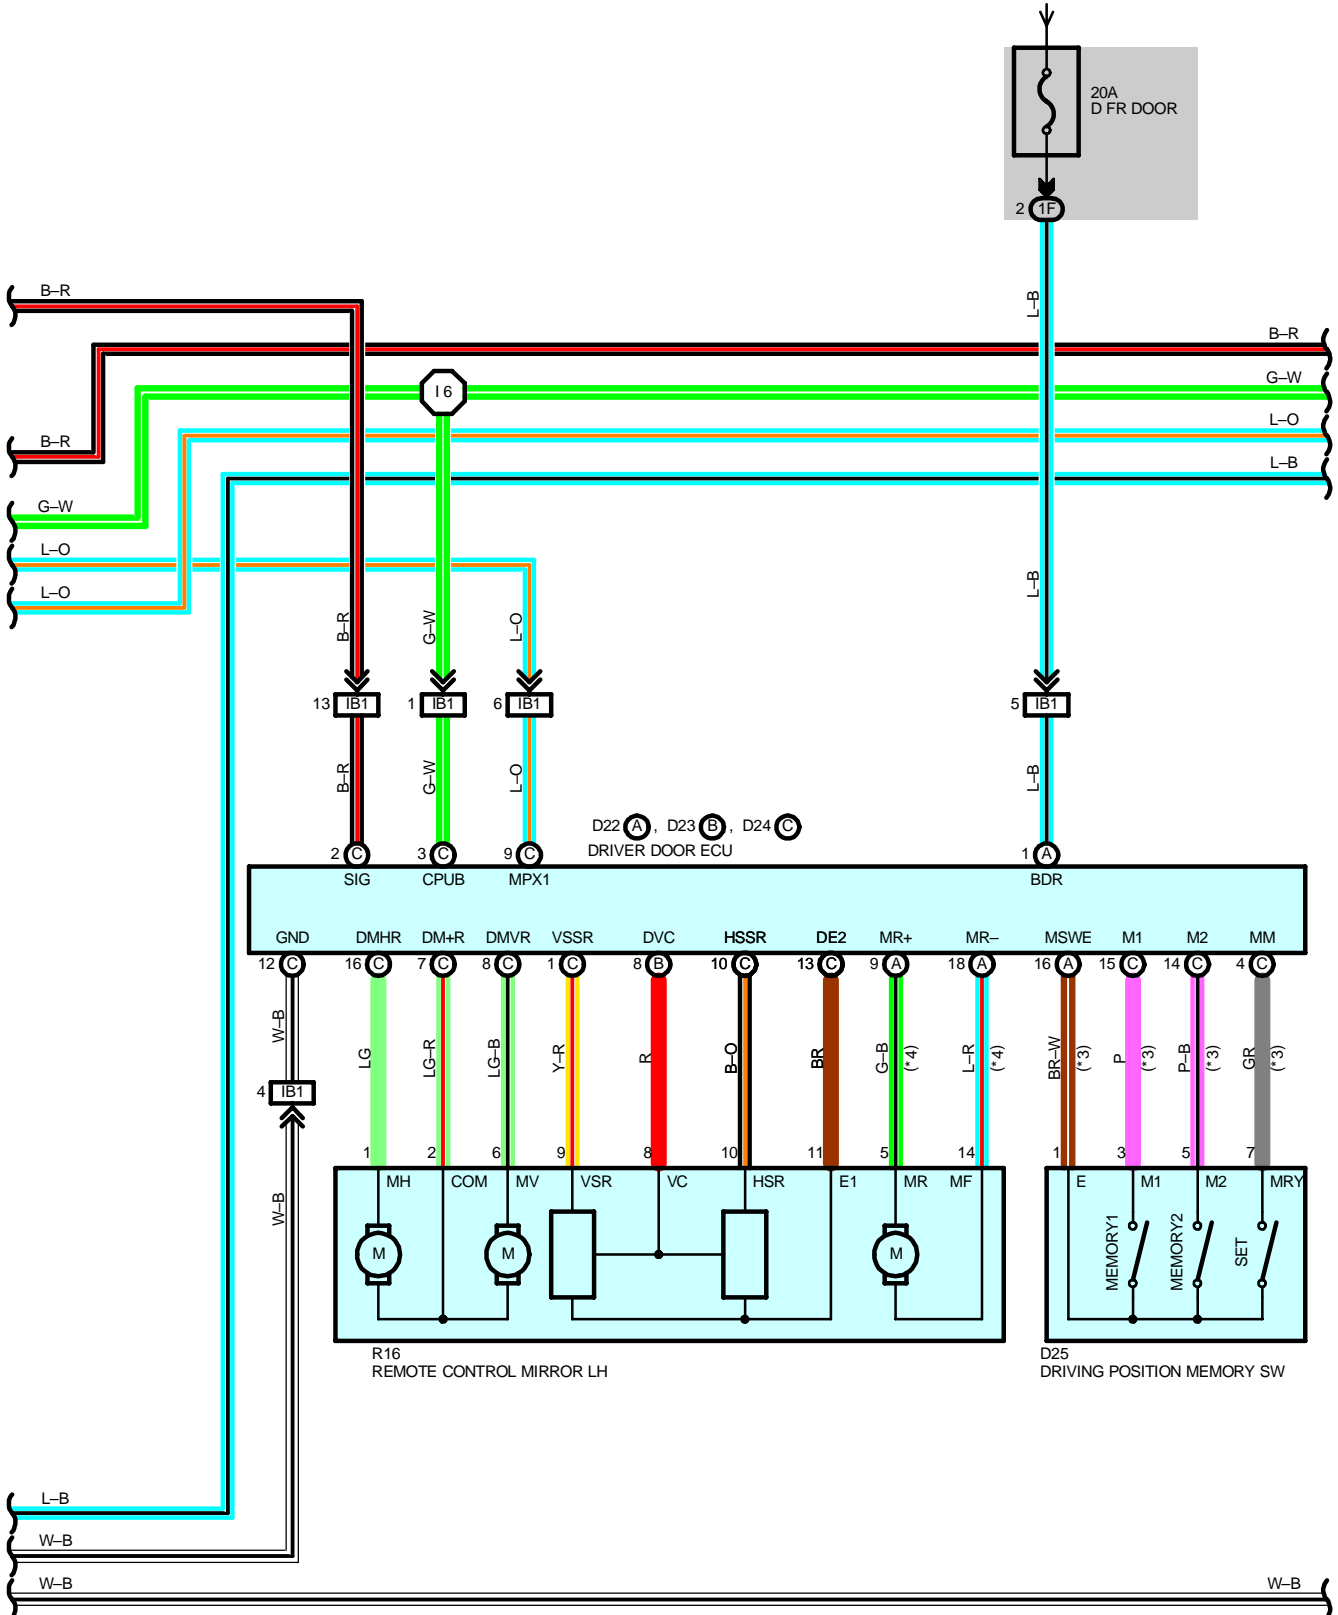 20A
D FR DOOR
2 1F
B–R
L–B
B–R
G–W
I 6
L–O
B–R
L–B
G–W
L–O
L–O
B–R
G–W
L–O
L–B
13 IB1
1 IB1
6 IB1
5 IB1
B–R
G–W
L–O
L–B
D22 A , D23 B , D24 C
DRIVER DOOR ECU
2 C
3 C
9 C
1 A
SIG
CPUB
MPX1
BDR
GND
DMHR
DM+R
DMVR
VSSR
DVC
HSSR
DE2
MR+
MR–
MSWE
M1
M2
MM
12 C
16 C
7 C
8 C
1 C
8 B
10 C
13 C
9 A
18 A
16 A
15 C
14 C
4 C
W–B
LG
LG–R
LG–B
Y–R
R
B–O
BR
G–B
(*4)
L–R
(*4)
BR–W
(*3)
P
(*3)
P–B
(*3)
GR
(*3)
4 IB1
1
2
6
9
8
10
11
5
14
1
3
5
7
MH
COM
MV
VSR
VC
HSR
E1
MR
MF
E
M1
M2
MRY
W–B
M
M
M
MEMORY1
MEMORY2
SET
R16
REMOTE CONTROL MIRROR LH
D25
DRIVING POSITION MEMORY SW
L–B
W–B
W–B
W–B